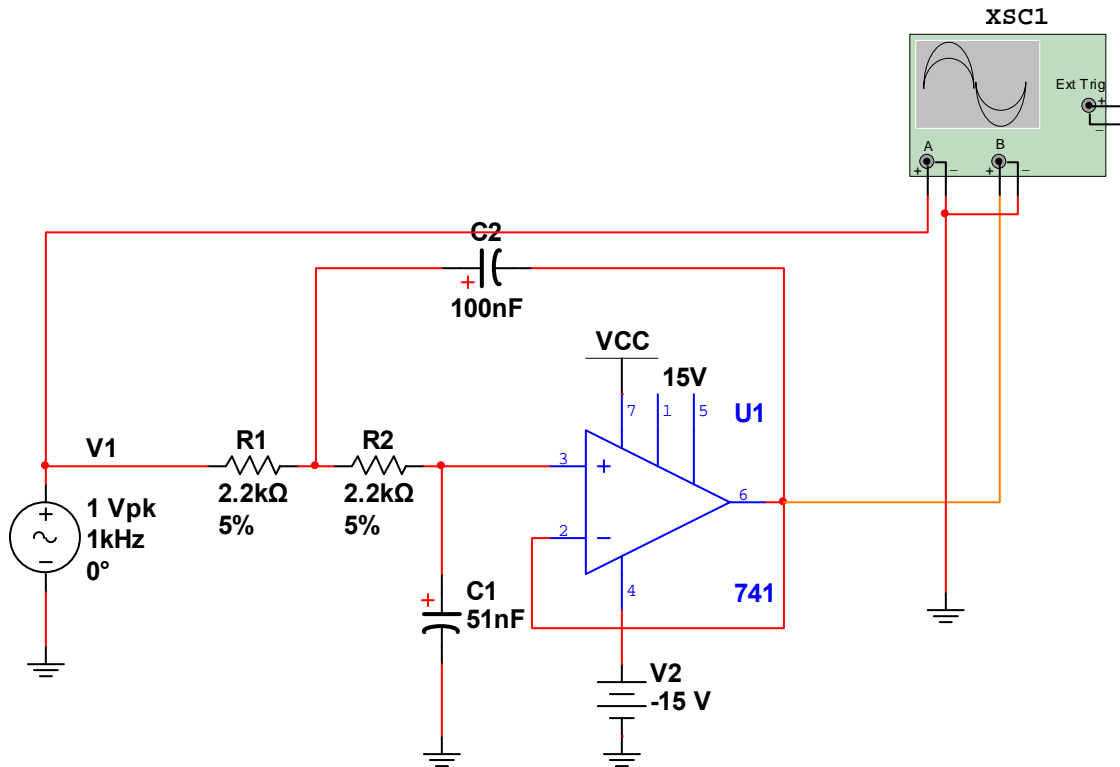 XSC1
Ext Trig
+
–
A
B
+ –
+ –
C2
+
100nF
VCC
15V
7
1
5
U1
V1
R1
R2
3
+
2.2kΩ
2.2kΩ
5%
5%
6
2
–
+
1 Vpk
1kHz
–
0°
4
741
C1
+
51nF
V2
-15 V